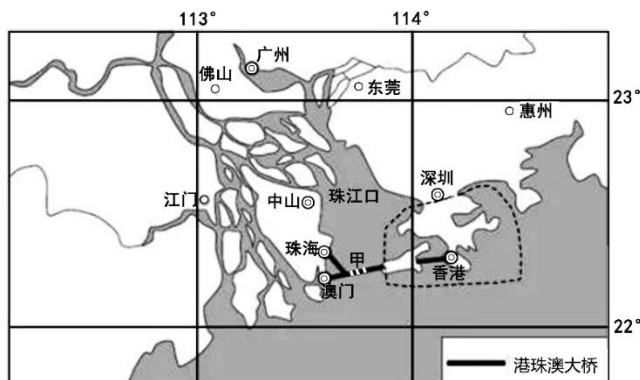 113° 114°
广州
佛山
东莞
23°
惠州
深圳
江门 中山 珠江口
珠海 甲
香港
澳门
22°
港珠澳大桥